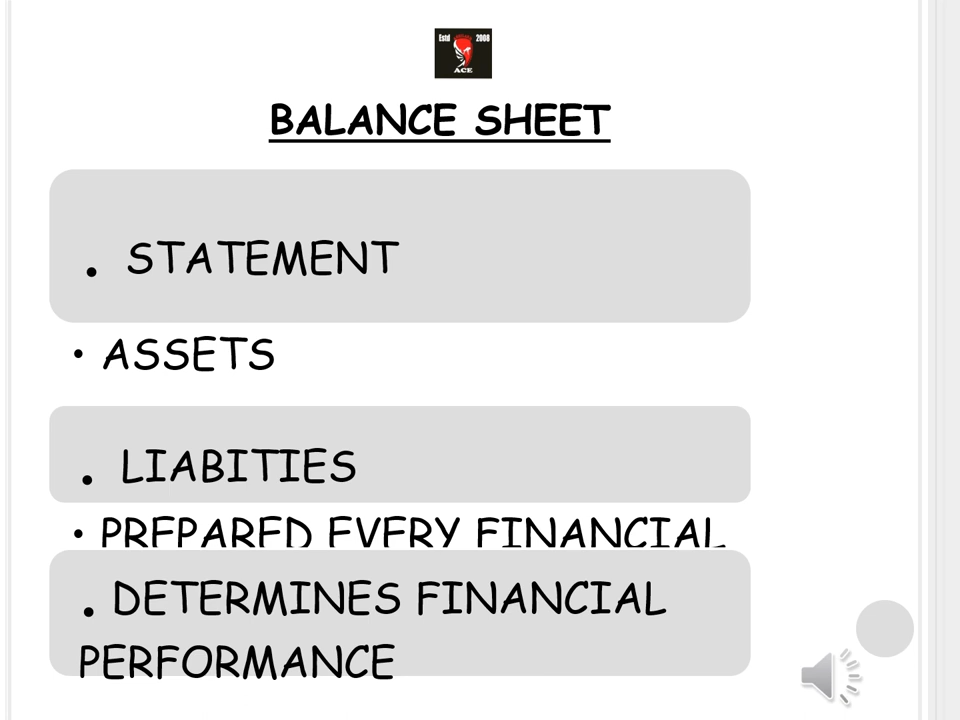 Estd 2008
ACE
BALANCE SHEET
. STATEMENT
• ASSETS
. LIABITIES
• PREPARED EVERY FINANCIAL
. DETERMINES FINANCIAL
PERFORMANCE